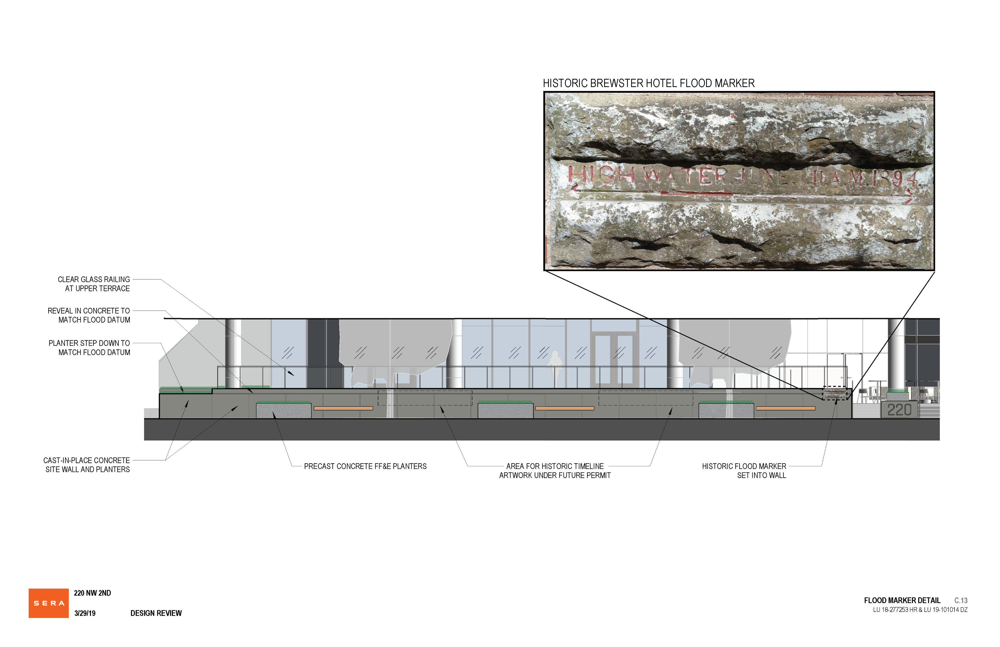 HISTORIC BREWSTER HOTEL FLOOD MARKER
HIGH WATER JUNE 11 A.M. 1894
CLEAR GLASS RAILING
AT UPPER TERRACE
REVEAL IN CONCRETE TO
MATCH FLOOD DATUM
PLANTER STEP DOWN TO
MATCH FLOOD DATUM
220
CAST-IN-PLACE CONCRETE
SITE WALL AND PLANTERS
PRECAST CONCRETE FF&E PLANTERS
AREA FOR HISTORIC TIMELINE
ARTWORK UNDER FUTURE PERMIT
HISTORIC FLOOD MARKER
SET INTO WALL
SERA
220 NW 2ND
3/29/19 DESIGN REVIEW
FLOOD MARKER DETAIL C.13
LU 18-277253 HR & LU 19-101014 DZ